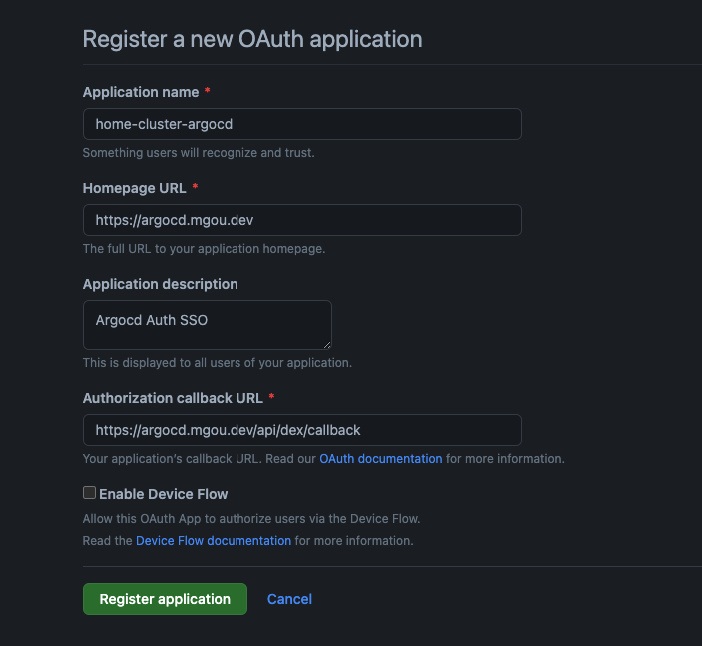 Register a new OAuth application
Application name *
home-cluster-argocd
Something users will recognize and trust.
Homepage URL *
https://argocd.mgou.dev
The full URL to your application homepage.
Application description
Argocd Auth SSO
This is displayed to all users of your application.
Authorization callback URL *
https://argocd.mgou.dev/api/dex/callback
Your application's callback URL. Read our OAuth documentation for more information.
Enable Device Flow
Allow this OAuth App to authorize users via the Device Flow.
Read the Device Flow documentation for more information.
Register application Cancel